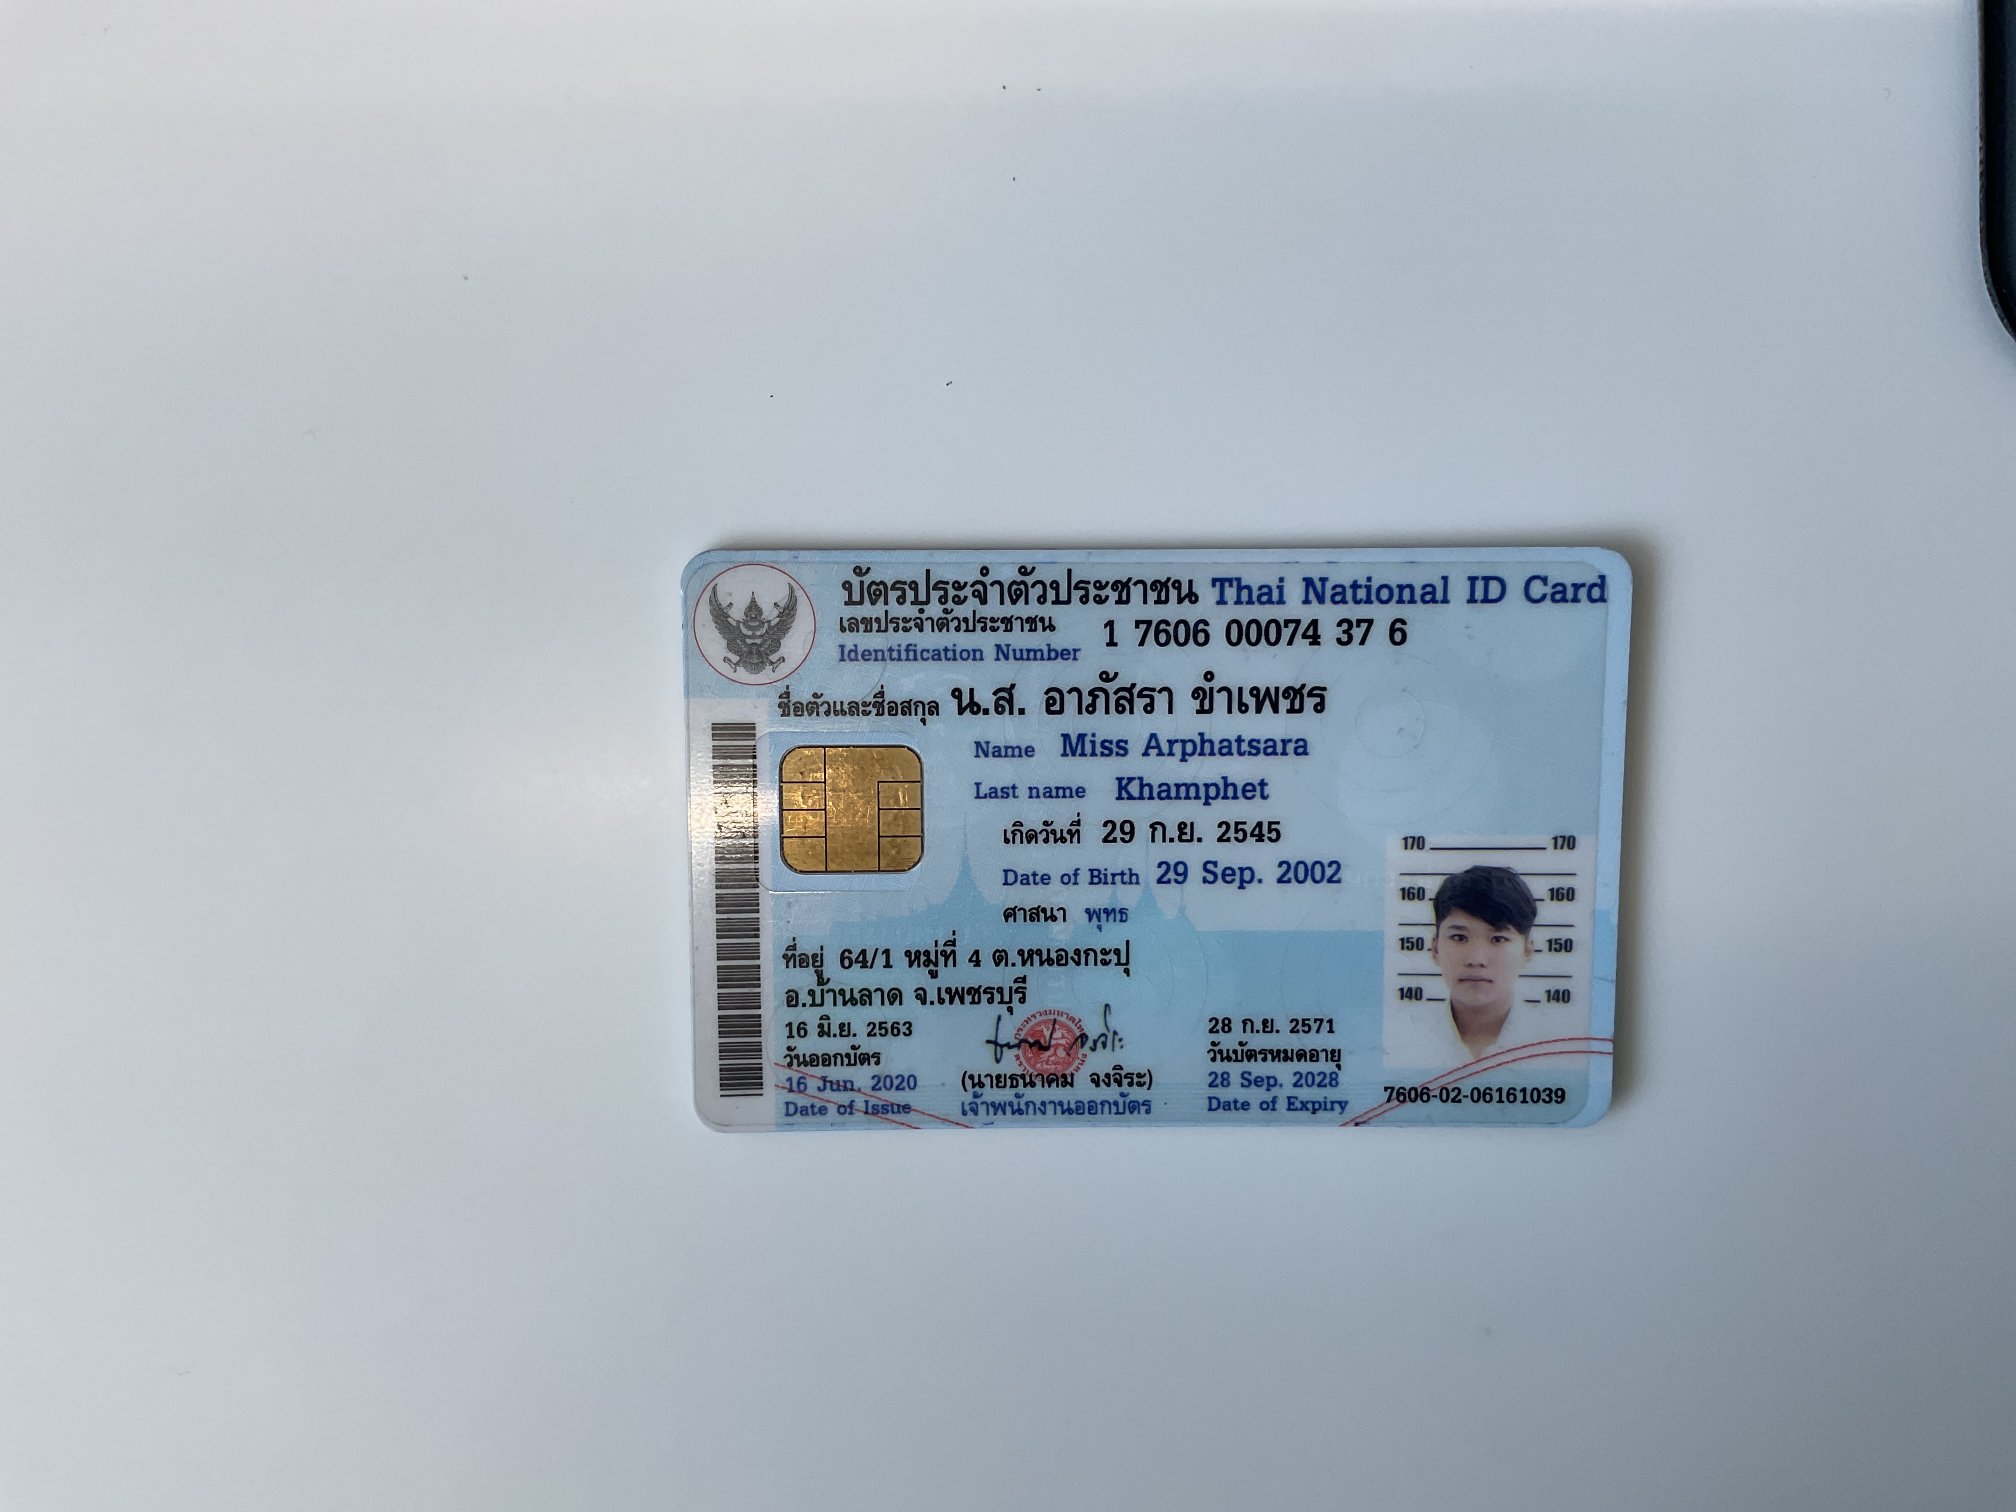 บัตรประจำตัวประชาชน Thai National ID Card
เลขประจำตัวประชาชน 1 7606 00074 37 6
Identification Number
ชื่อตัวและชื่อสกุล น.ส. อาภัสรา ขำเพชร
Name Miss Arphatsara
Last name Khamphet
เกิดวันที่ 29 ก.ย. 2545
Date of Birth 29 Sep. 2002
ศาสนา พุทธ
ที่อยู่ 64/1 หมู่ที่ 4 ต.หนองกะปุ
อ.บ้านลาด จ.เพชรบุรี
16 มิ.ย. 2563
วันออกบัตร
16 Jun. 2020
Date of Issue
(นายธนาคม จงจิระ)
เจ้าพนักงานออกบัตร
28 ก.ย. 2571
วันบัตรหมดอายุ
28 Sep. 2028
Date of Expiry
170 170
160 160
150 150
140 140
7606-02-06161039